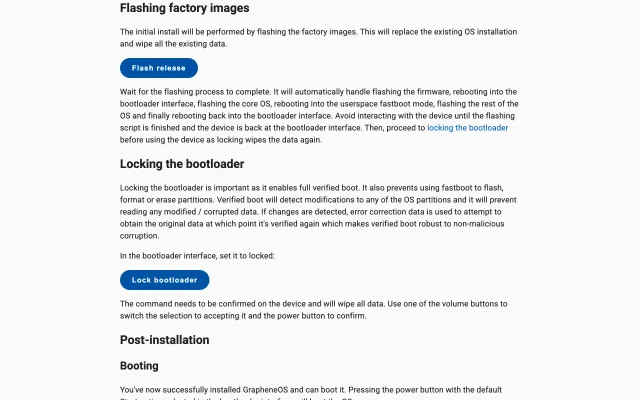 Flashing factory images
The initial install will be performed by flashing the factory images. This will replace the existing OS installation
and wipe all the existing data.
Flash release
Wait for the flashing process to complete. It will automatically handle flashing the firmware, rebooting into the
bootloader interface, flashing the core OS, rebooting into the userspace fastboot mode, flashing the rest of the
OS and finally rebooting back into the bootloader interface. Avoid interacting with the device until the flashing
script is finished and the device is back at the bootloader interface. Then, proceed to locking the bootloader
before using the device as locking wipes the data again.
Locking the bootloader
Locking the bootloader is important as it enables full verified boot. It also prevents using fastboot to flash,
format or erase partitions. Verified boot will detect modifications to any of the OS partitions and it will prevent
reading any modified / corrupted data. If changes are detected, error correction data is used to attempt to
obtain the original data at which point it's verified again which makes verified boot robust to non-malicious
corruption.
In the bootloader interface, set it to locked:
Lock bootloader
The command needs to be confirmed on the device and will wipe all data. Use one of the volume buttons to
switch the selection to accepting it and the power button to confirm.
Post-installation
Booting
You've now successfully installed GrapheneOS and can boot it. Pressing the power button with the default